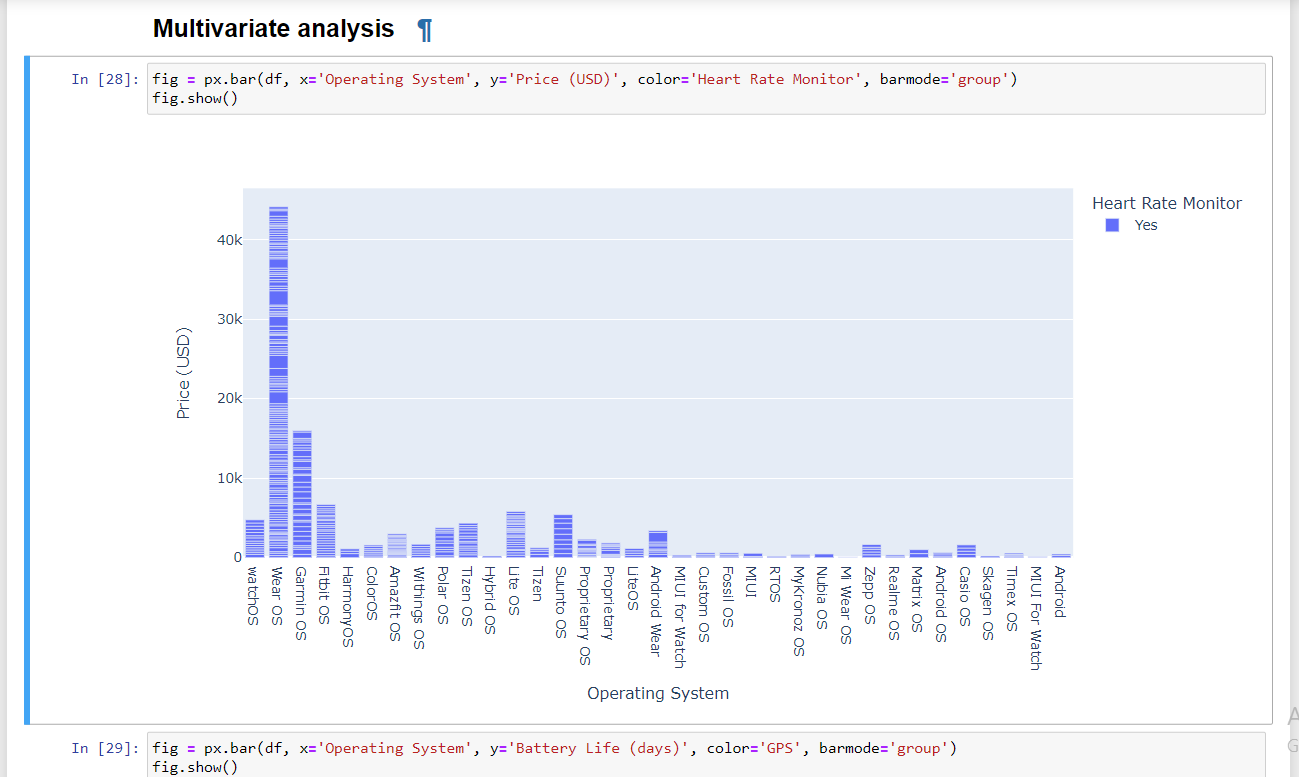 Multivariate analysis ¶
In [28]: fig = px.bar(df, x='Operating System', y='Price (USD)', color='Heart Rate Monitor', barmode='group')
fig.show()
Heart Rate Monitor
Yes
40k
30k
20k
10k
0
Price (USD)
watchOS
Wear OS
Garmin OS
Fitbit OS
HarmonyOS
ColorOS
Amazfit OS
Withings OS
Polar OS
Tizen OS
Hybrid OS
Lite OS
Tizen
Suunto OS
Proprietary OS
Proprietary
LiteOS
Android Wear
MIUI for Watch
Custom OS
Fossil OS
MIUI
RTOS
MyKronoz OS
Nubia OS
Mi Wear OS
Zepp OS
Realme OS
Matrix OS
Android OS
Casio OS
Skagen OS
Timex OS
MIUI For Watch
Android
Operating System
In [29]: fig = px.bar(df, x='Operating System', y='Battery Life (days)', color='GPS', barmode='group')
fig.show()
A
G